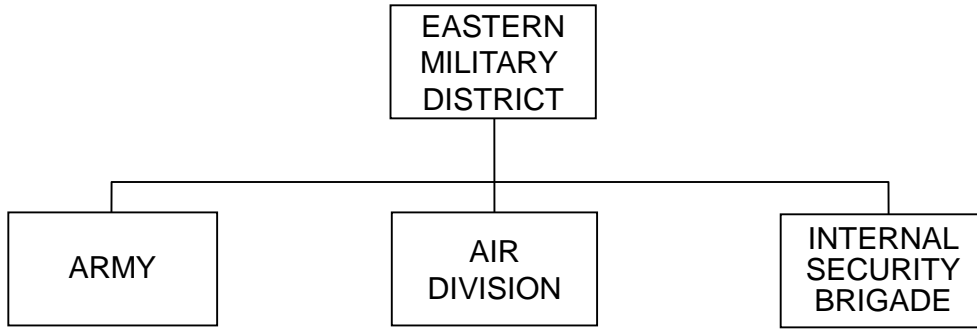 EASTERN
MILITARY
DISTRICT
ARMY
AIR
DIVISION
INTERNAL
SECURITY
BRIGADE